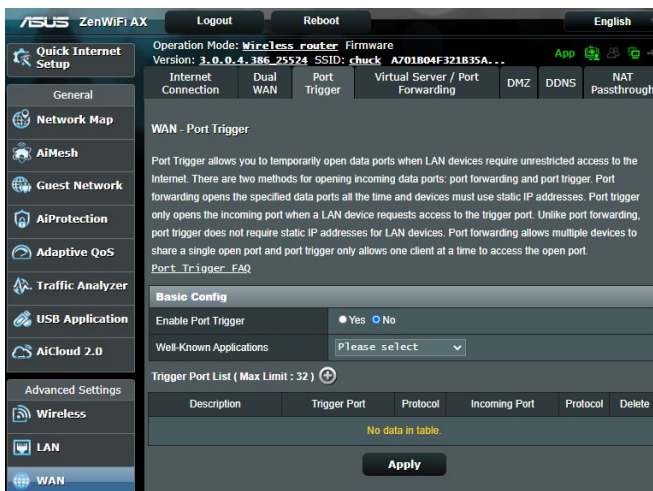 ASUS ZenWiFi AX Logout Reboot English
Operation Mode: Wireless router Firmware
Version: 3.0.0.4.386_25524 SSID: chuck A701B04F321B35A... App
Quick Internet Setup
General
Network Map
AiMesh
Guest Network
AiProtection
Adaptive QoS
Traffic Analyzer
USB Application
AiCloud 2.0
Advanced Settings
Wireless
LAN
WAN
Internet Connection Dual WAN Port Trigger Virtual Server / Port Forwarding DMZ DDNS NAT Passthrough
WAN - Port Trigger
Port Trigger allows you to temporarily open data ports when LAN devices require unrestricted access to the
Internet. There are two methods for opening incoming data ports: port forwarding and port trigger. Port
forwarding opens the specified data ports all the time and devices must use static IP addresses. Port trigger
only opens the incoming port when a LAN device requests access to the trigger port. Unlike port forwarding,
port trigger does not require static IP addresses for LAN devices. Port forwarding allows multiple devices to
share a single open port and port trigger only allows one client at a time to access the open port.
Port Trigger FAQ
Basic Config
Enable Port Trigger Yes No
Well-Known Applications Please select
Trigger Port List ( Max Limit : 32 )
Description Trigger Port Protocol Incoming Port Protocol Delete
No data in table.
Apply